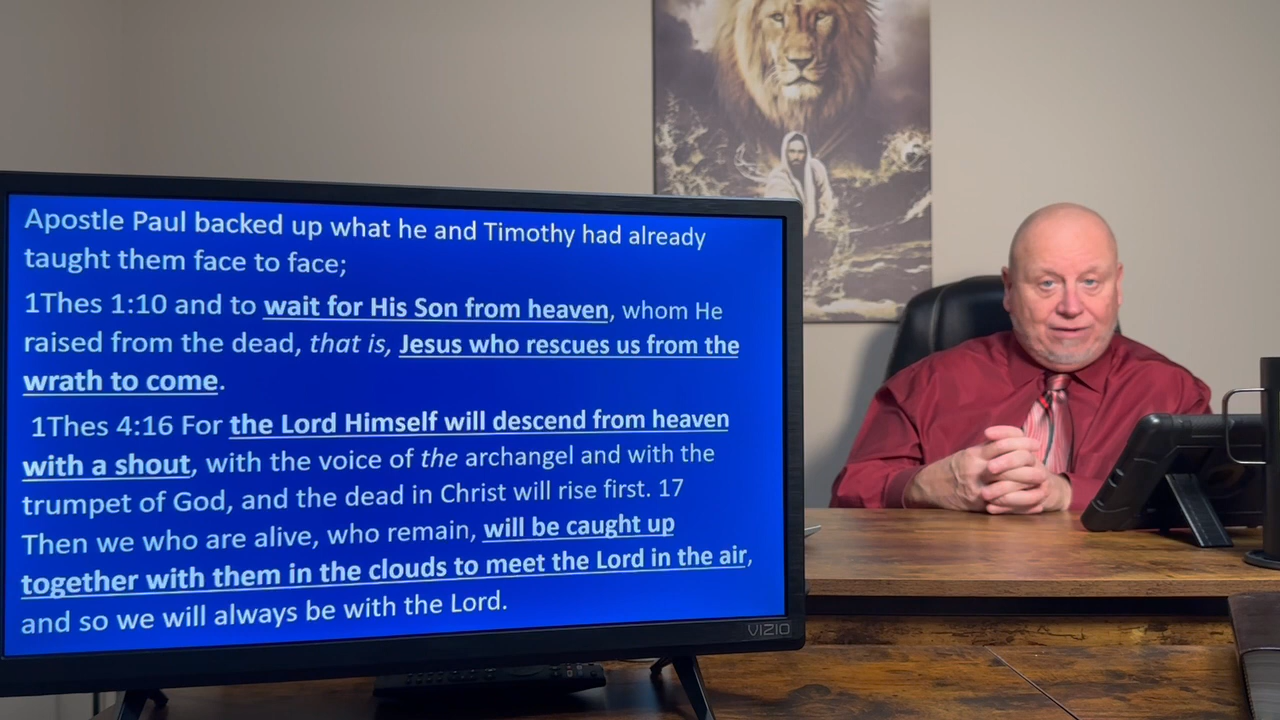 Apostle Paul backed up what he and Timothy had already
taught them face to face;
1Thes 1:10 and to wait for His Son from heaven, whom He
raised from the dead, that is, Jesus who rescues us from the
wrath to come.
1Thes 4:16 For the Lord Himself will descend from heaven
with a shout, with the voice of the archangel and with the
trumpet of God, and the dead in Christ will rise first. 17
Then we who are alive, who remain, will be caught up
together with them in the clouds to meet the Lord in the air,
and so we will always be with the Lord.
VIZIO